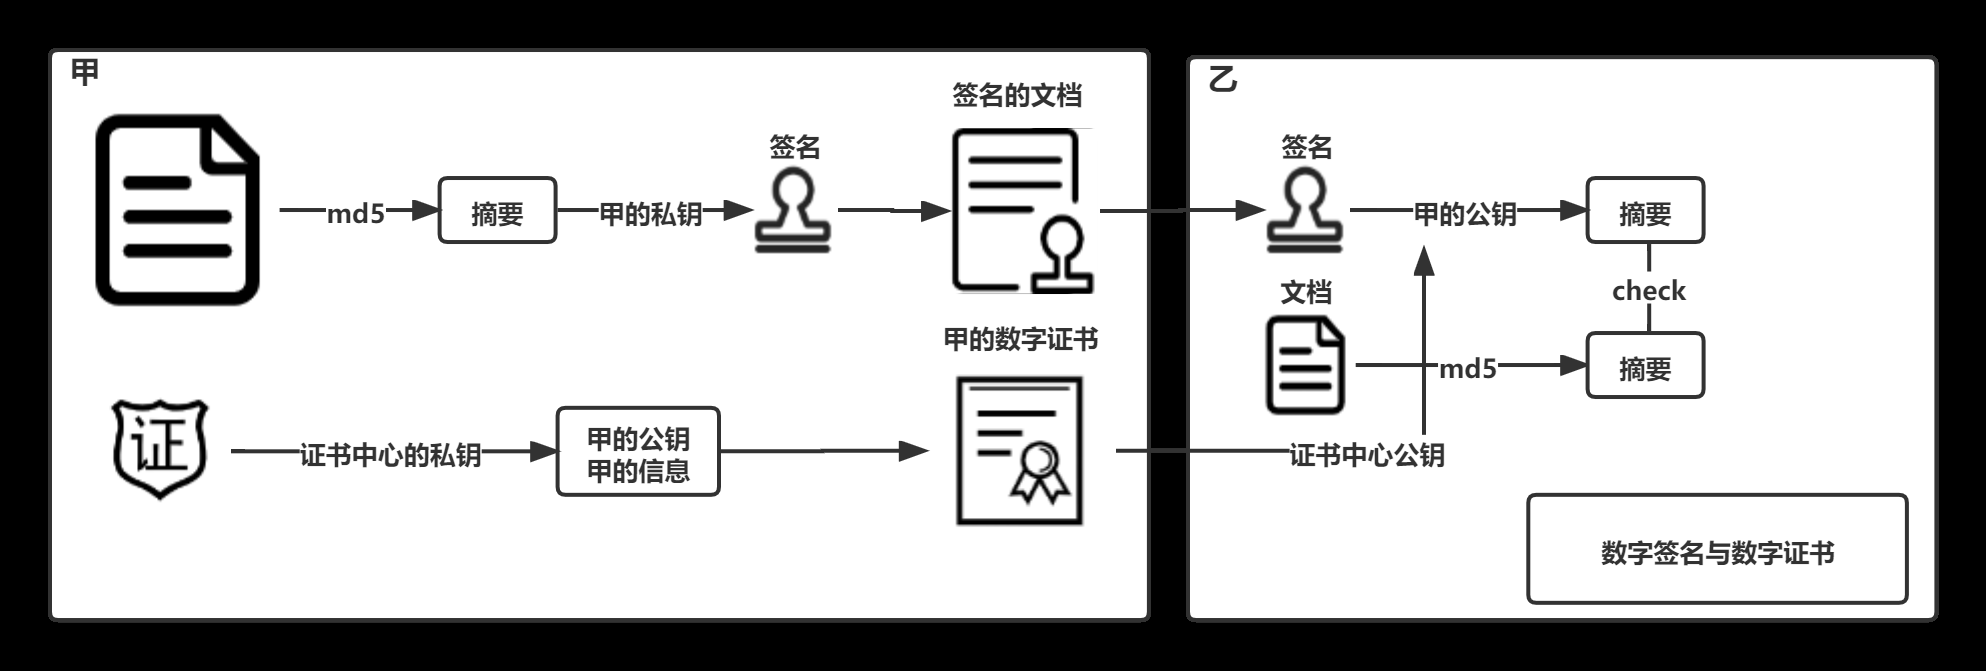 甲
签名的文档
签名
md5
摘要
甲的私钥
甲的数字证书
证
证书中心的私钥
甲的公钥
甲的信息
乙
签名
甲的公钥
摘要
文档
check
md5
摘要
证书中心公钥
数字签名与数字证书